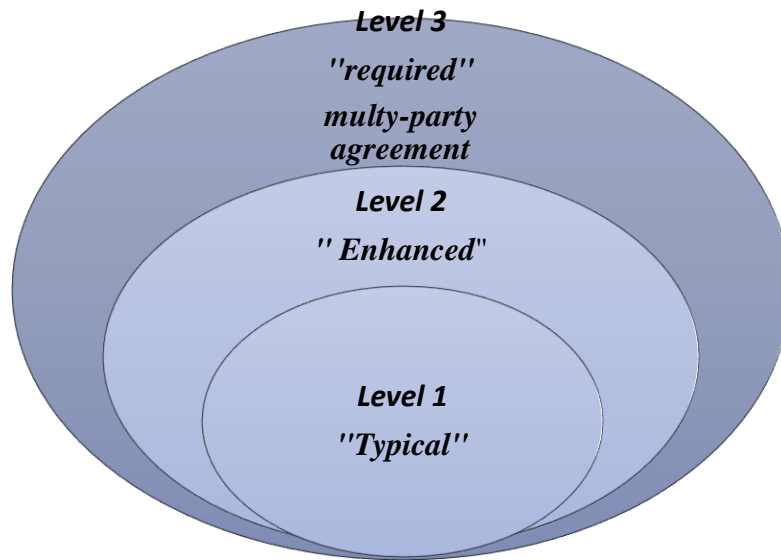 Level 3
"required"
multy-party
agreement
Level 2
" Enhanced"
Level 1
"Typical"